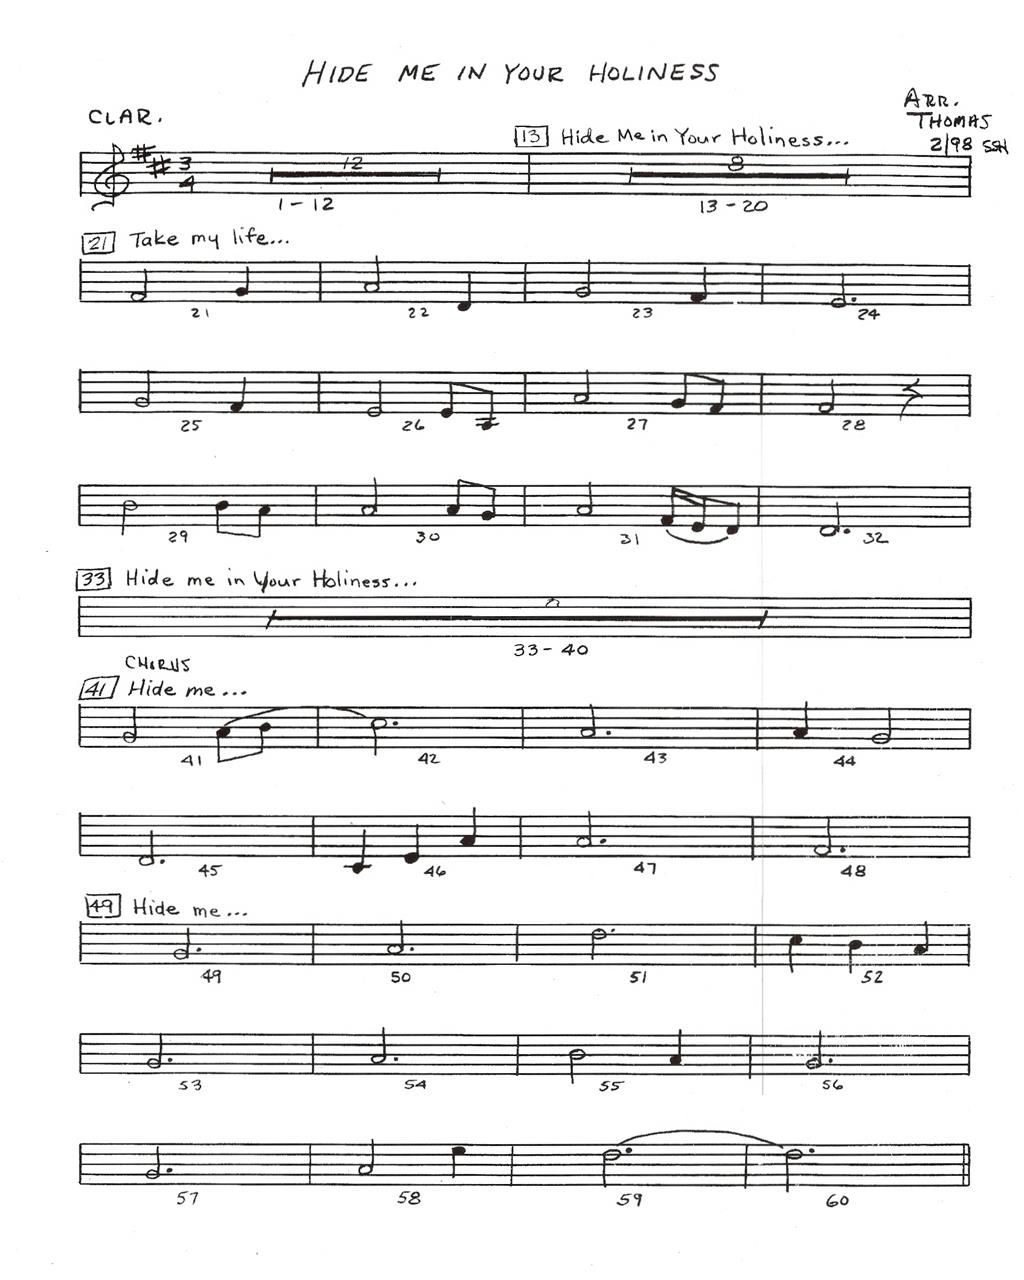 HIDE ME IN YOUR HOLINESS
CLAR.
ARR.
THOMAS
2/98 SSH
13 Hide Me in Your Holiness...
3
4
12
8
1-12
13-20
21 Take my life...
21 22 23 24
25 26 27 28
29 30 31 32
33 Hide me in Your Holiness...
33-40
CHORUS
41 Hide me...
41 42 43 44
45 46 47 48
49 Hide me...
49 50 51 52
53 54 55 56
57 58 59 60